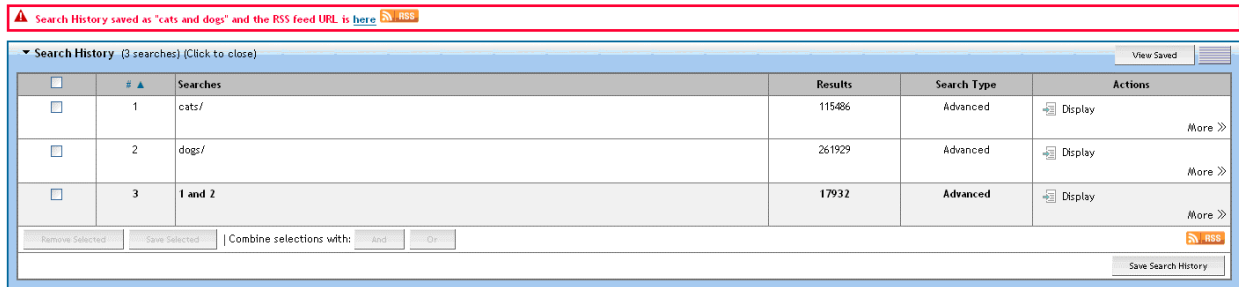 Search History saved as "cats and dogs" and the RSS feed URL is here RSS
▼ Search History (3 searches) (Click to close) View Saved
# ▲ Searches Results Search Type Actions
1 cats/ 115486 Advanced Display
More ≫
2 dogs/ 261929 Advanced Display
More ≫
3 1 and 2 17932 Advanced Display
More ≫
Remove Selected Save Selected | Combine selections with: And Or RSS
Save Search History